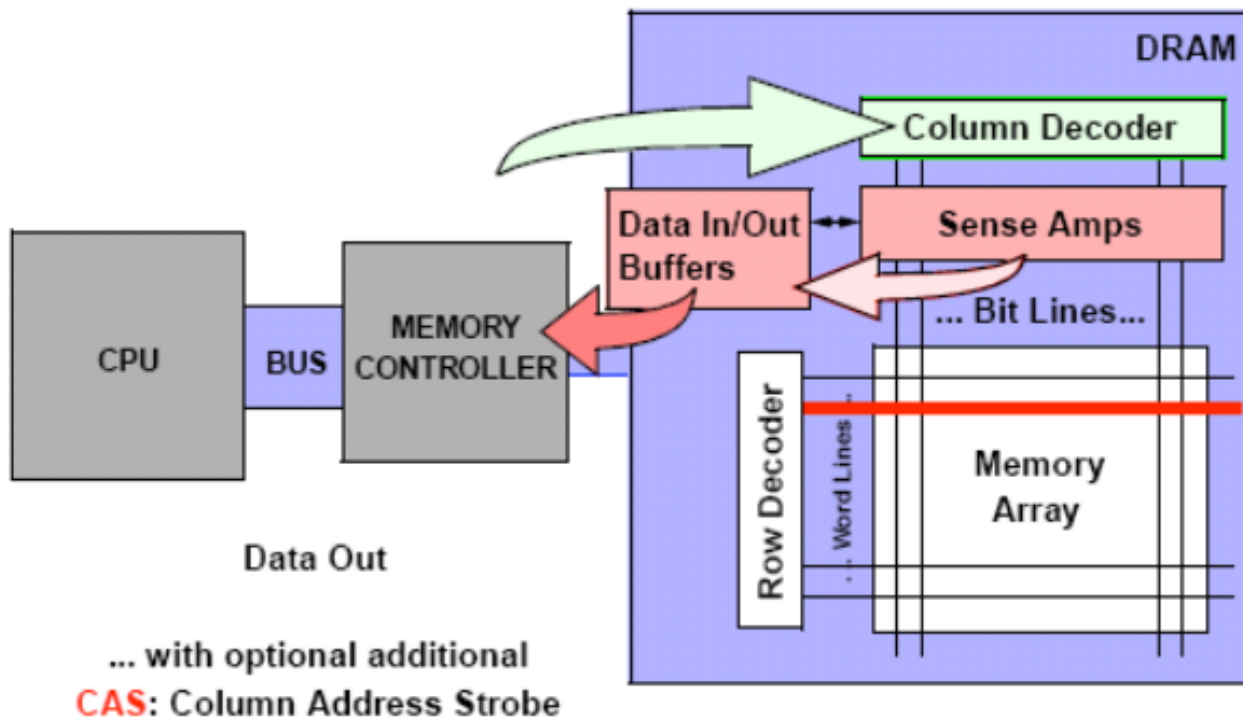 DRAM
Column Decoder
Data In/Out
Buffers
Sense Amps
... Bit Lines...
CPU
BUS
MEMORY
CONTROLLER
Row Decoder
... Word Lines ...
Memory
Array
Data Out
... with optional additional
CAS: Column Address Strobe